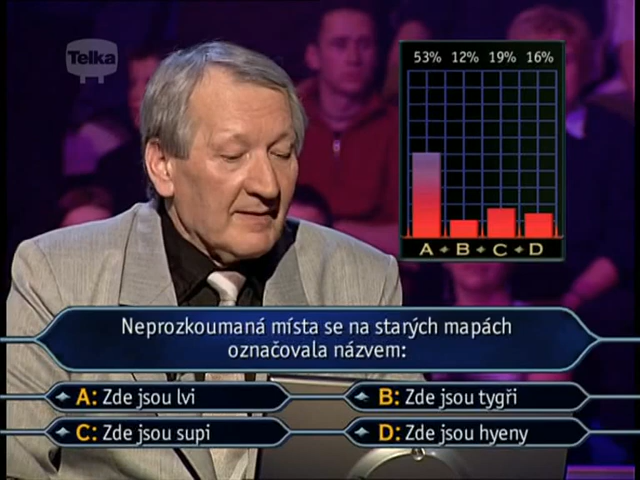 Telka
53% 12% 19% 16%
A B C D
Neprozkoumaná místa se na starých mapách
označovala názvem:
A: Zde jsou lvi
B: Zde jsou tygři
C: Zde jsou supi
D: Zde jsou hyeny